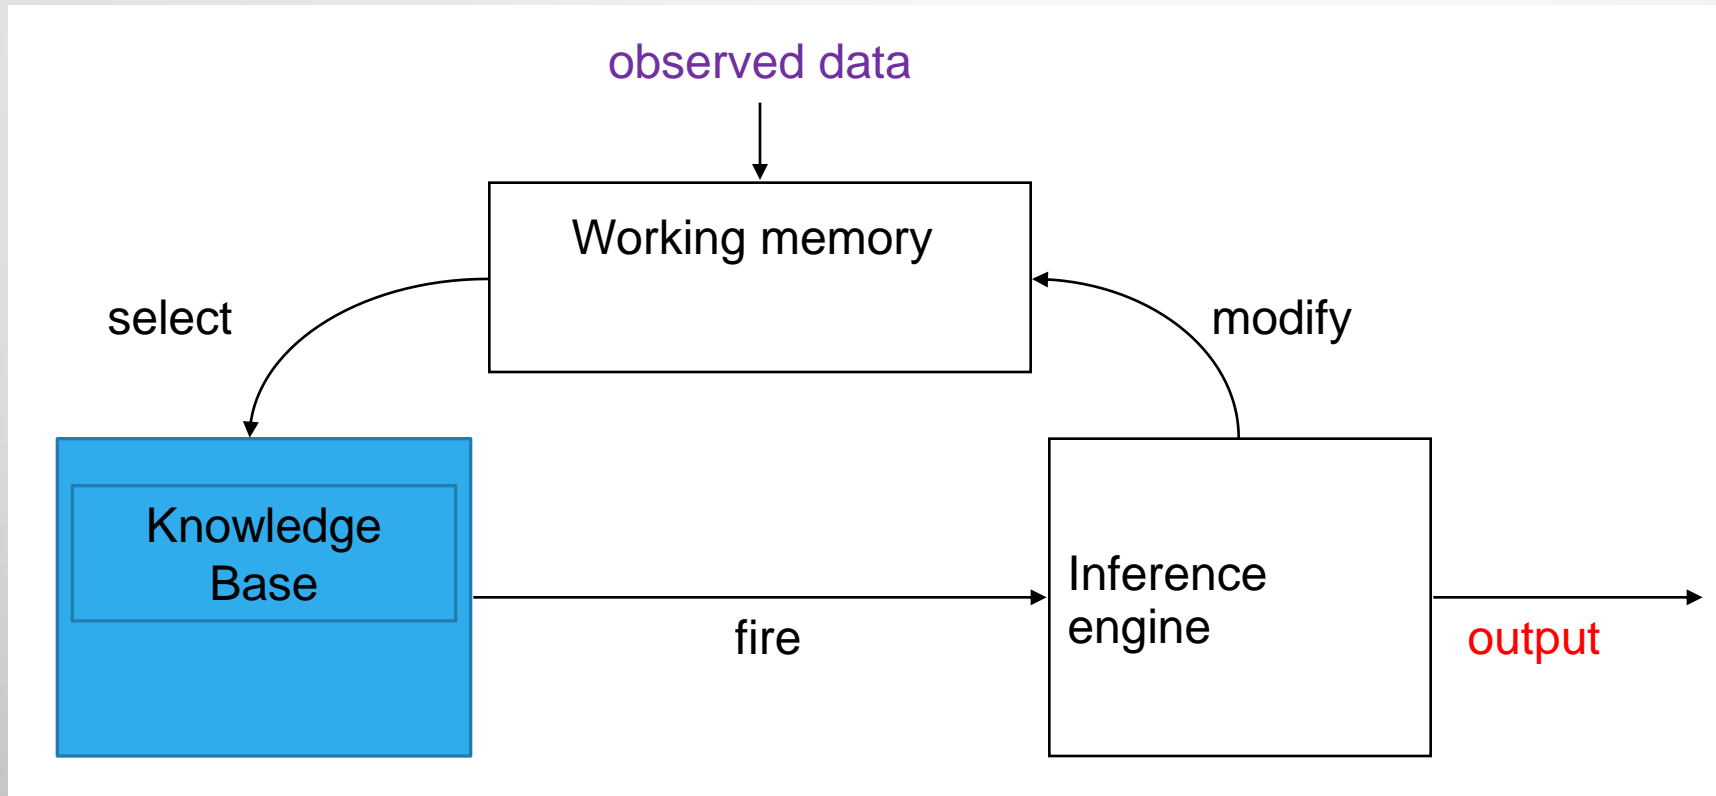 observed data
Working memory
select
modify
Knowledge
Base
Inference
engine
fire
output